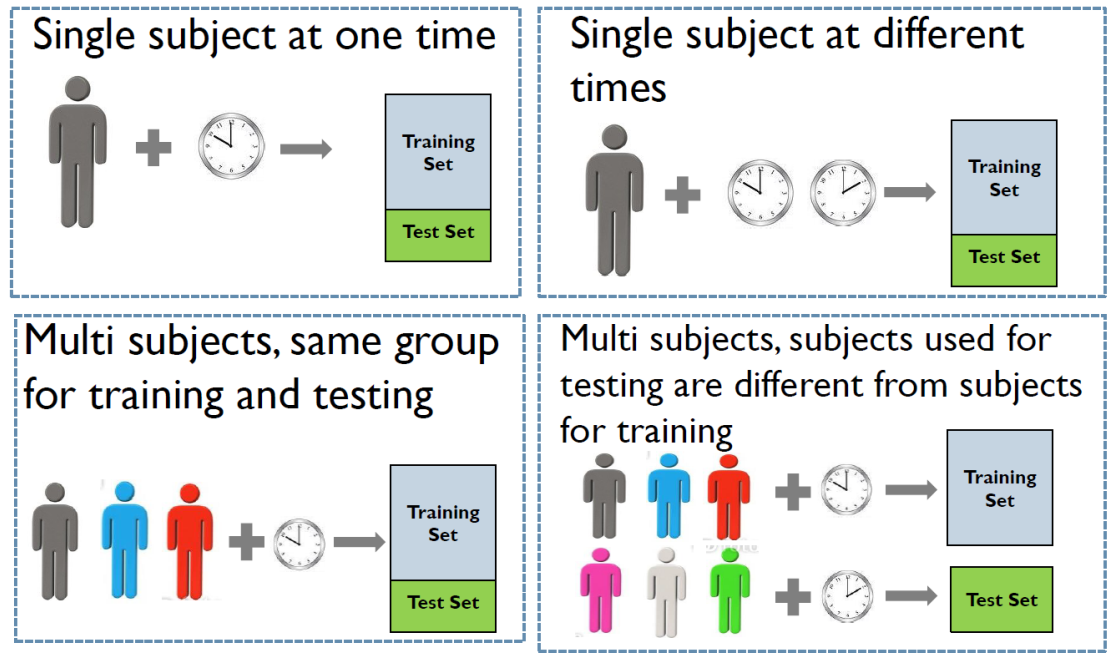 Single subject at one time
Training
Set
Test Set
Single subject at different
times
Training
Set
Test Set
Multi subjects, same group
for training and testing
Training
Set
Test Set
Multi subjects, subjects used for
testing are different from subjects
for training
Training
Set
Test Set